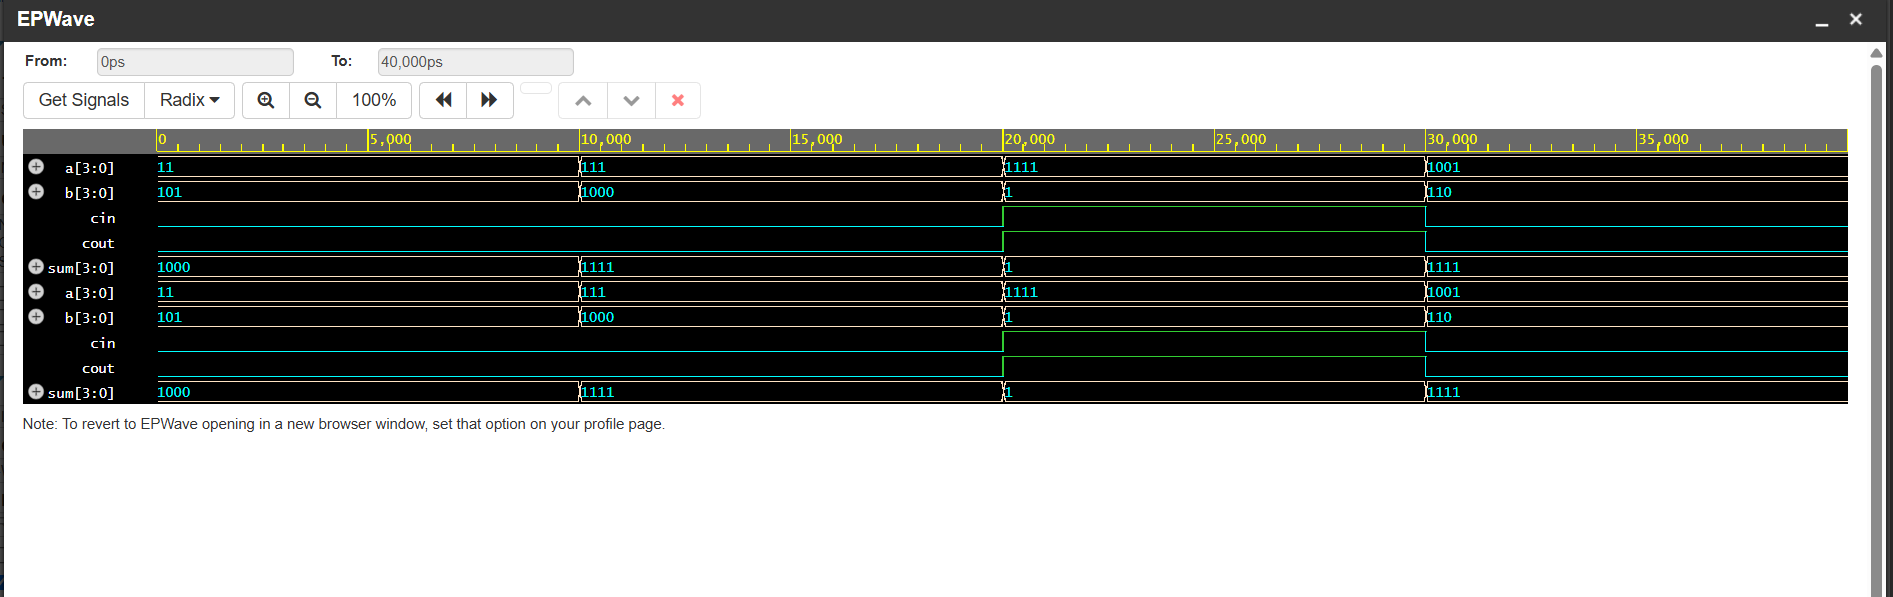 EPWave
From: 0ps To: 40,000ps
Get Signals Radix 100%
0 5,000 10,000 15,000 20,000 25,000 30,000 35,000
a[3:0] 11 111 1111 1001
b[3:0] 101 1000 1 110
cin
cout
sum[3:0] 1000 1111 1 1111
a[3:0] 11 111 1111 1001
b[3:0] 101 1000 1 110
cin
cout
sum[3:0] 1000 1111 1 1111
Note: To revert to EPWave opening in a new browser window, set that option on your profile page.